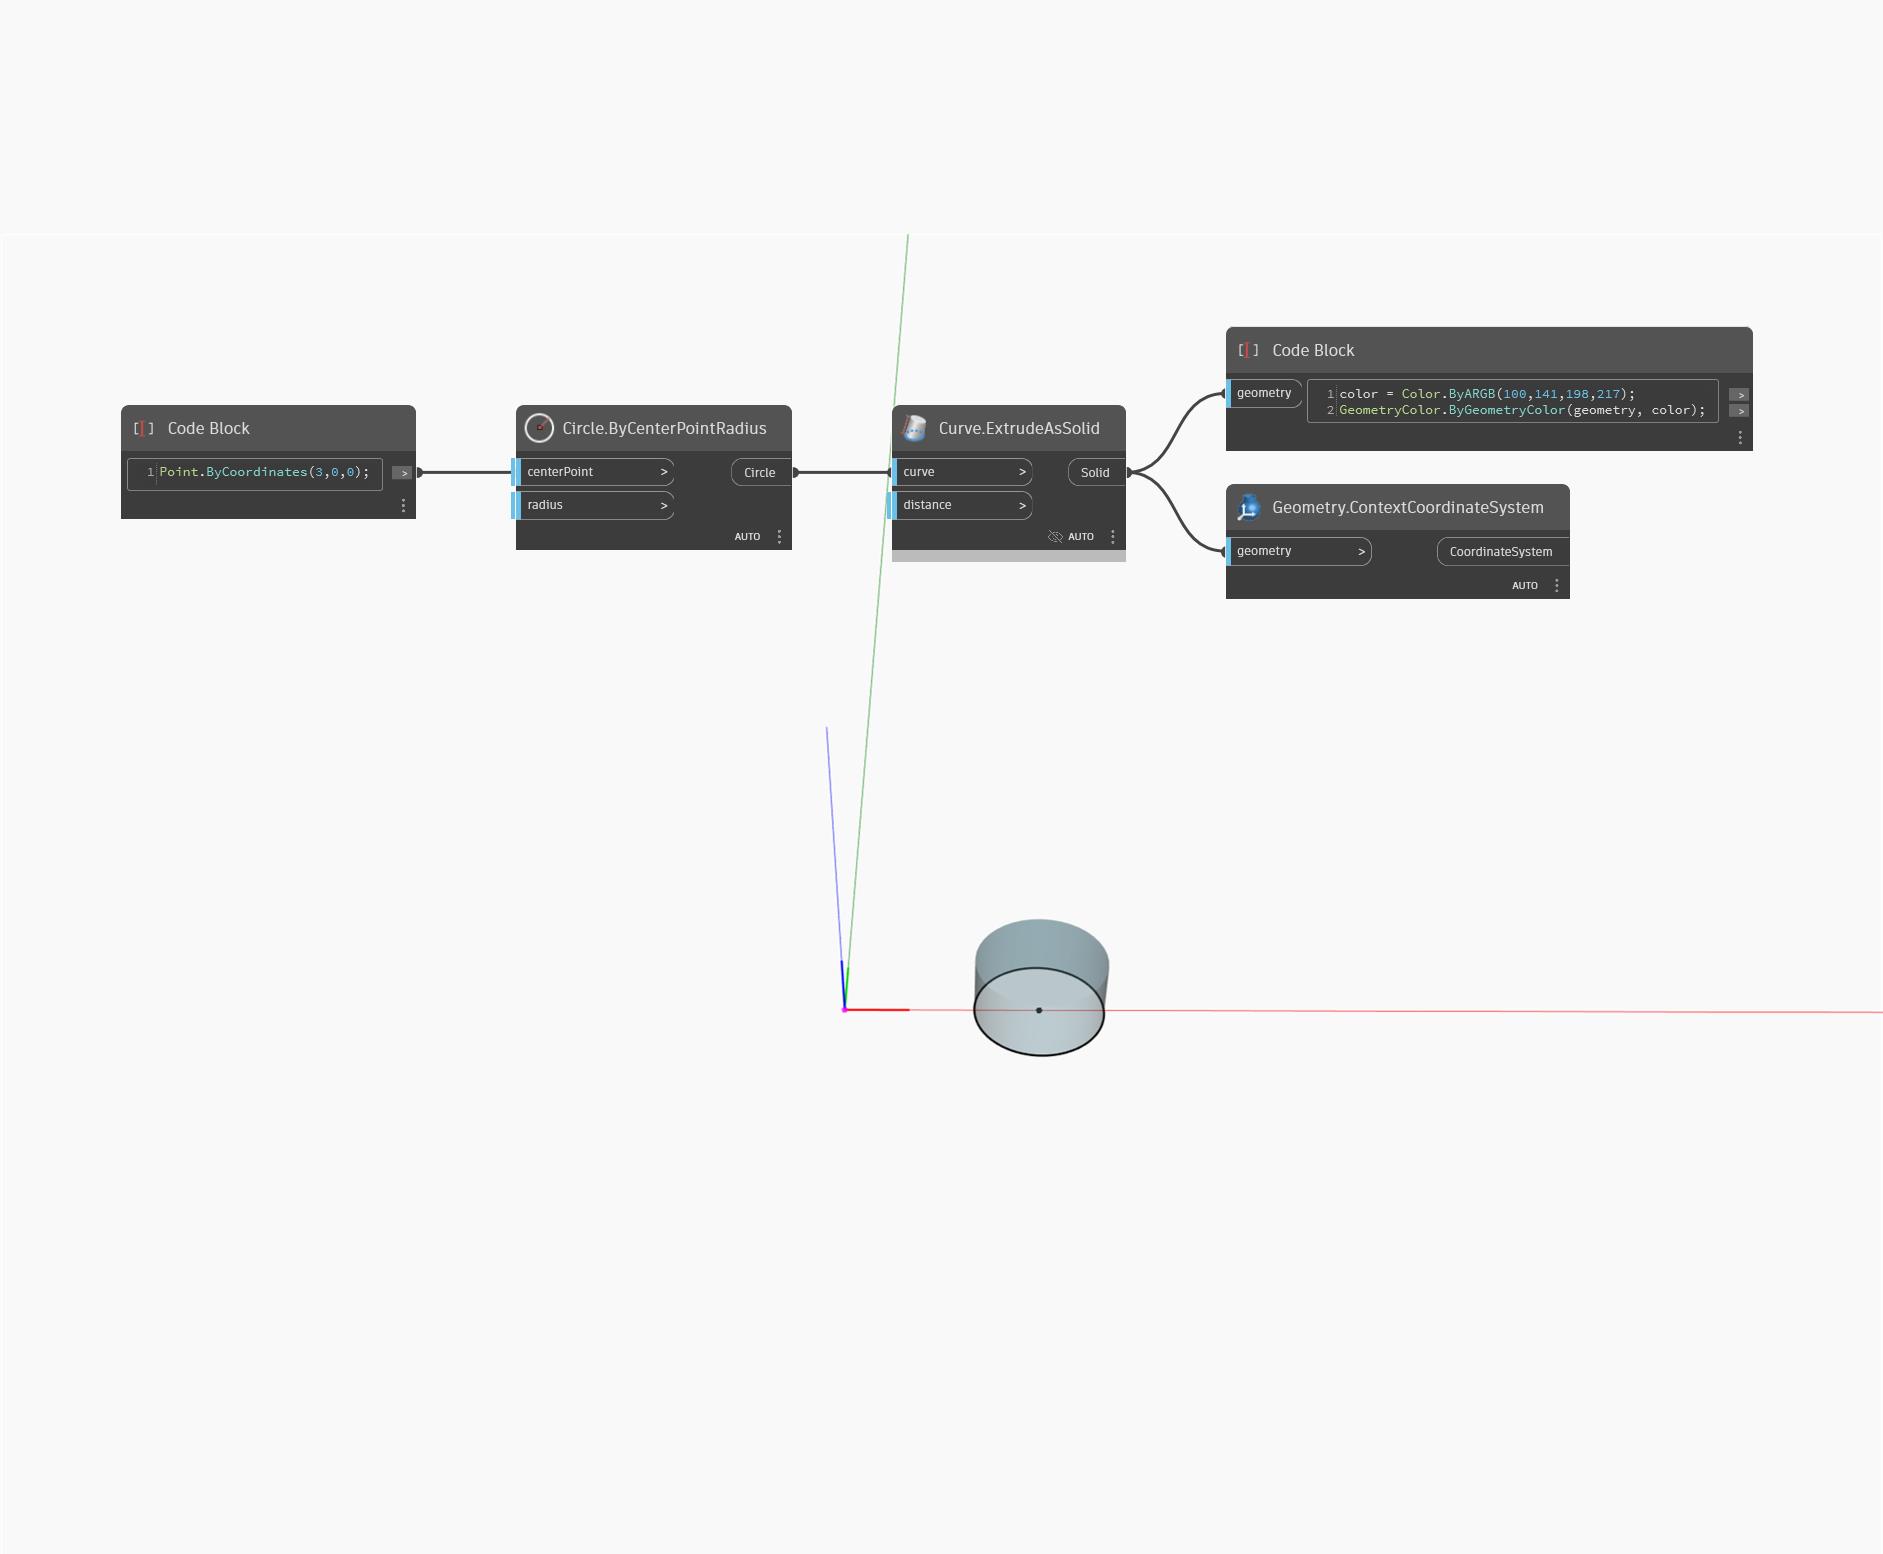 Code Block
1 Point.ByCoordinates(3,0,0);
>
Circle.ByCenterPointRadius
centerPoint >
Circle
radius >
AUTO
Curve.ExtrudeAsSolid
curve >
Solid
distance >
AUTO
Code Block
geometry
1 color = Color.ByARGB(100,141,198,217);
>
2 GeometryColor.ByGeometryColor(geometry, color);
>
Geometry.ContextCoordinateSystem
geometry >
CoordinateSystem
AUTO